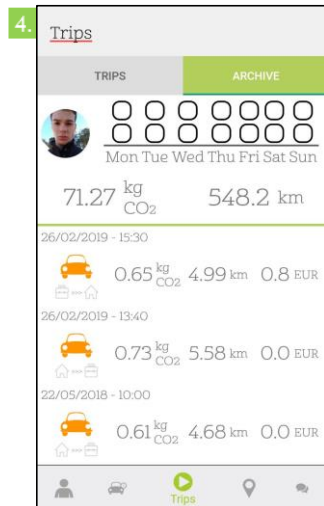 4.
Trips
TRIPS ARCHIVE
Mon Tue Wed Thu Fri Sat Sun
71.27 kg CO2 548.2 km
26/02/2019 - 15:30
0.65 kg CO2 4.99 km 0.8 EUR
26/02/2019 - 13:40
0.73 kg CO2 5.58 km 0.0 EUR
22/05/2018 - 10:00
0.61 kg CO2 4.68 km 0.0 EUR
Trips